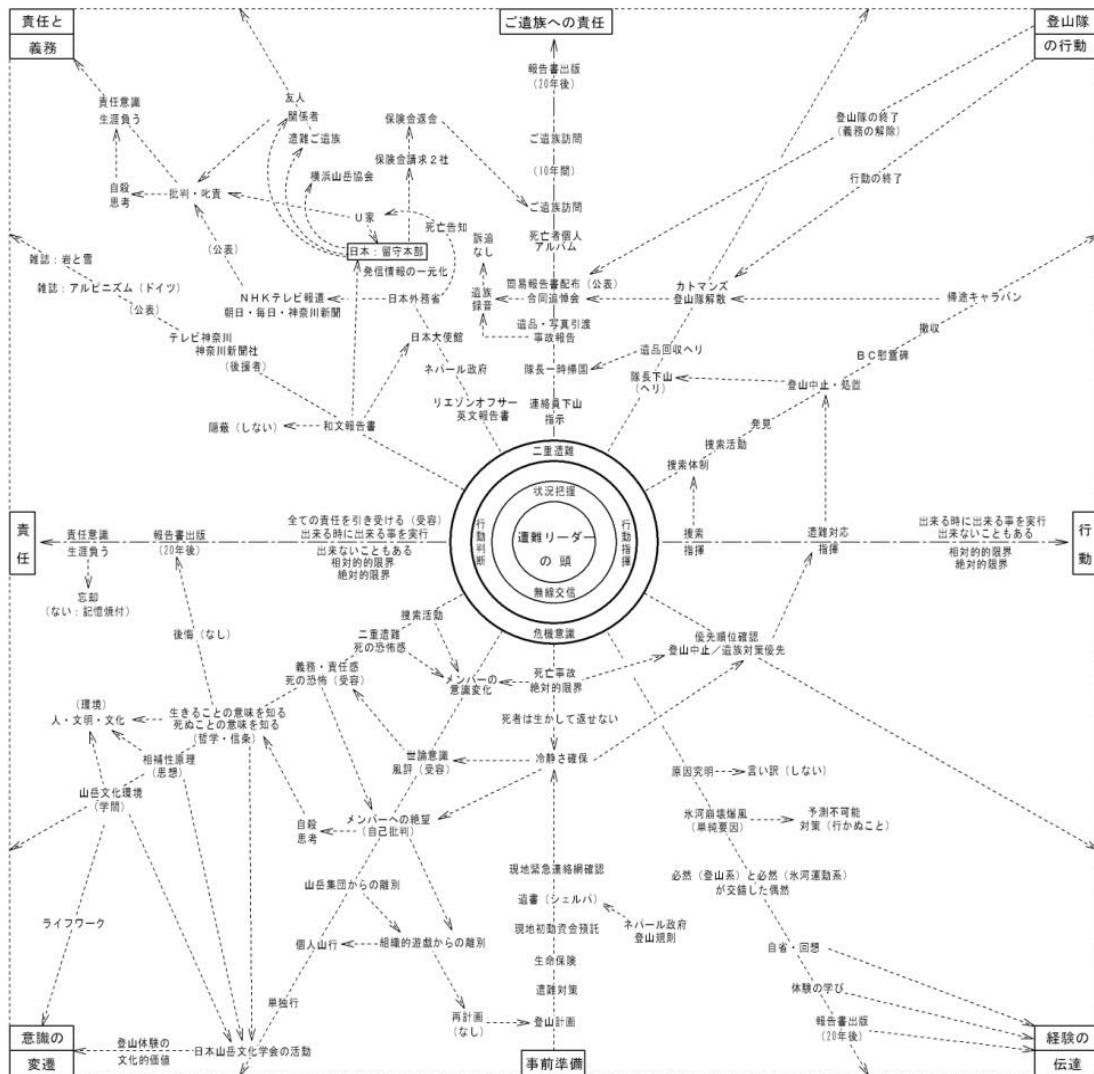 責任と
義務
ご遺族への責任
登山隊
の行動
報告書出版
(20年後)
友人
関係者
遭難ご遺族
横浜山岳協会
責任意識
生涯負う
自殺
思考
批判・叱責
保険会返金
保険会請求2社
U家
死亡告知
日本:留守本部
発信情報の一元化
(公表)
ご遺族訪問
(10年間)
ご遺族訪問
死亡者個人
アルバム
訴追
なし
登山隊の終了
(義務の解除)
行動の終了
雑誌:岩と雪
雑誌:アルピニズム(ドイツ)
(公表)
NHKテレビ報道
朝日・毎日・神奈川新聞
日本外務省
遺族
録音
簡易報告書配布(公表)
合同追悼会
カトマンズ
登山隊解散
帰途キャラバン
撤収
テレビ神奈川
神奈川新聞社
(後援者)
日本大使館
遺品・写真引渡
事故報告
遺品回収ヘリ
BC慰霊碑
ネパール政府
隊長一時帰国
隊長下山
(ヘリ)
登山中止・処置
リエゾンオフサー
英文報告書
連絡員下山
指示
隠蔽(しない)
和文報告書
発見
捜索活動
捜索体制
二重遭難
状況把握
行動判断
遭難リーダー
の頭
行動指揮
無線交信
危機意識
責任
責任意識
生涯負う
報告書出版
(20年後)
全ての責任を引き受ける(受容)
出来る時に出来る事を実行
出来ないこともある
相対的的限界
絶対的限界
捜索
指揮
遭難対応
指揮
出来る時に出来る事を実行
出来ないこともある
相対的的限界
絶対的限界
行動
忘却
(ない:記憶焼付)
後悔(なし)
捜索活動
二重遭難
死の恐怖感
義務・責任感
死の恐怖(受容)
メンバーの
意識変化
死亡事故
絶対的限界
優先順位確認
登山中止/遺族対策優先
(環境)
人・文明・文化
生きることの意味を知る
死ぬことの意味を知る
(哲学・信条)
死者は生かして返せない
相補性原理
(思想)
世論意識
風評(受容)
冷静さ確保
原因究明
言い訳(しない)
山岳文化環境
(学問)
自殺
思考
メンバーへの絶望
(自己批判)
氷河崩壊爆風
(単純要因)
予測不可能
対策(行かぬこと)
現地緊急連絡網確認
山岳集団からの離別
遺書(シェルパ)
必然(登山系)と必然(氷河運動系)
が交錯した偶然
ライフワーク
個人山行
組織的遊戯からの離別
現地初動資金預託
ネパール政府
登山規則
生命保険
自省・回想
遭難対策
体験の学び
単独行
再計画
(なし)
登山計画
報告書出版
(20年後)
意識の
変遷
登山体験の
文化的価値
日本山岳文化学会の活動
事前準備
経験の
伝達